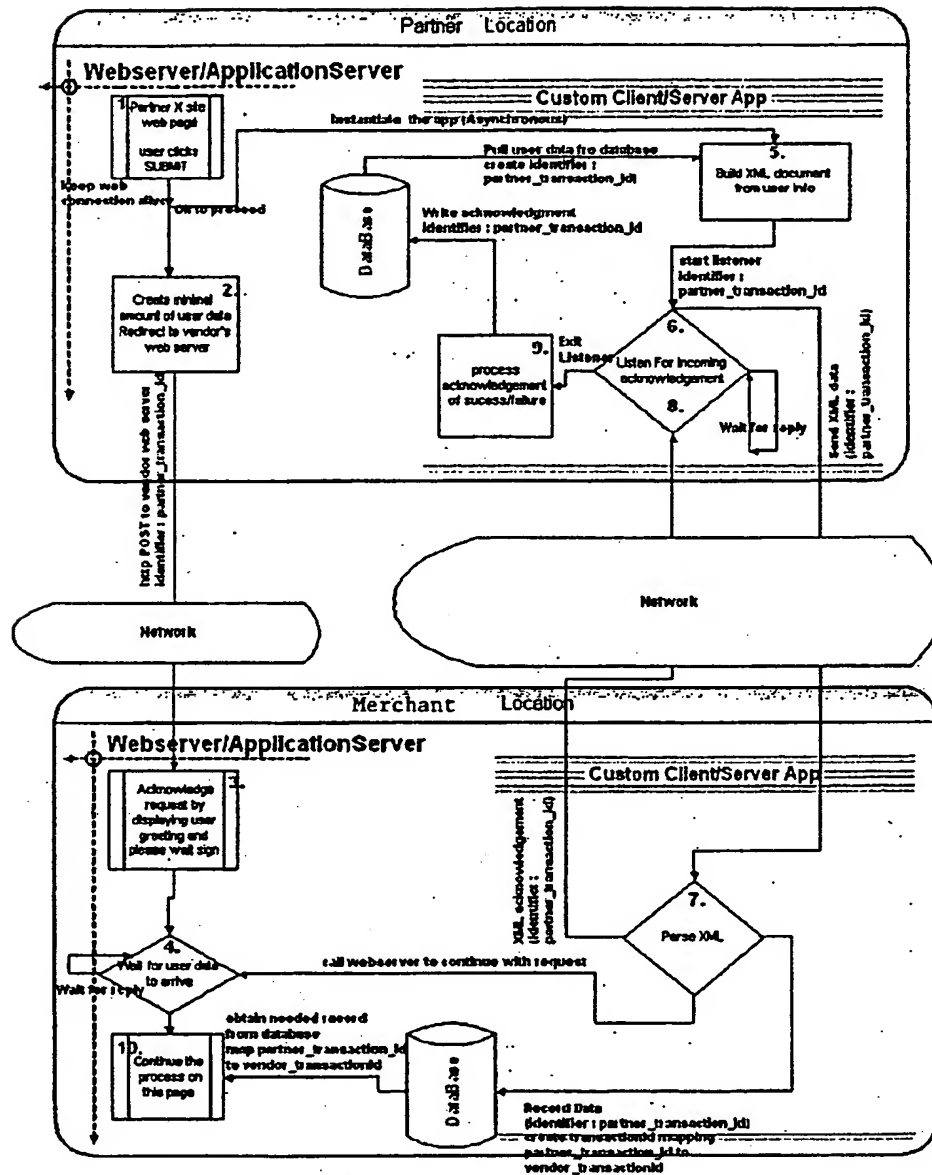 Partner Location
Webserver/ApplicationServer
Custom Client/Server App
1.
Partner X site
web page
user clicks
SUBMIT
Instantiate the app (Asynchronous)
Keep web
connection alive
Ok to proceed
Pull user data fro database
create identifier :
partner_transaction_id)
5.
Build XML document
from user info
DataBase
Write acknowledgment
identifier : partner_transaction_id
start listener
identifier :
partner_transaction_id
2.
Create minimal
amount of user data
Redirect to vendor's
web server
9.
process
acknowledgement
of sucess/failure
Exit
Listener
6.
Listen For Incoming
acknowledgement
8.
Wait for reply
Send XML data
(identifier :
partner_transaction_id)
http POST to vendor web server
identifier : partner_transaction_id
Network
Network
Merchant Location
Webserver/ApplicationServer
Custom Client/Server App
3.
Acknowledge
request by
displaying user
greeting and
please wait sign
XML acknowledgement
(identifier :
partner_transaction_id)
7.
Parse XML
4.
Wait for user data
to arrive
Wait for reply
call webserver to continue with request
10.
Continue the
process on
this page
obtain needed record
from database
map partner_transaction_id
to vendor_transactionId
DataBase
Record Data
(identifier : partner_transaction_id)
create transactionId mapping
partner_transaction_id to
vendor_transactionId